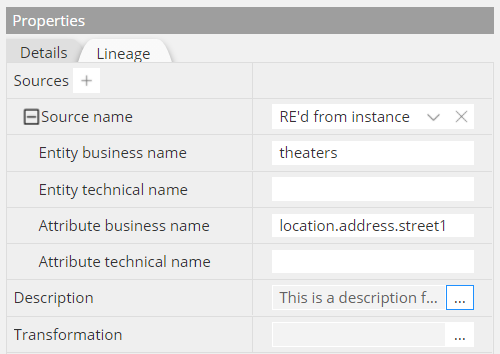 Properties
Details Lineage
Sources +
Source name RE'd from instance
Entity business name theaters
Entity technical name
Attribute business name location.address.street1
Attribute technical name
Description This is a description f... ...
Transformation ...